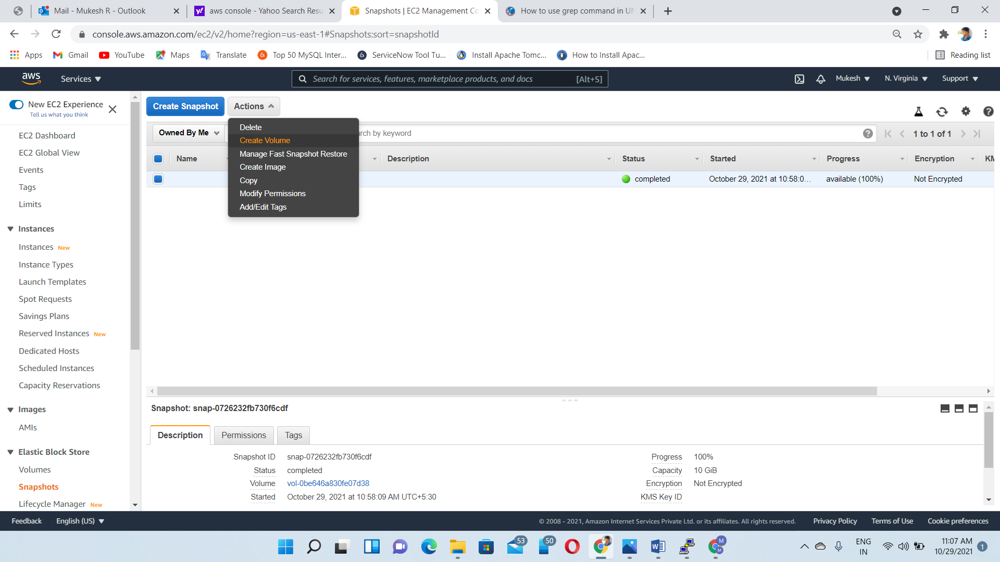 Mail - Mukesh R - Outlook
aws console - Yahoo Search Resu
Snapshots | EC2 Management Co
How to use grep command in UN
console.aws.amazon.com/ec2/v2/home?region=us-east-1#Snapshots:sort=snapshotId
Apps Gmail YouTube Maps Translate Top 50 MySQL Inter... ServiceNow Tool Tu... Install Apache Tomc... How to Install Apac... Reading list
aws Services Search for services, features, marketplace products, and docs [Alt+S] Mukesh N. Virginia Support
New EC2 Experience
Tell us what you think
EC2 Dashboard
EC2 Global View
Events
Tags
Limits
Instances
Instances New
Instance Types
Launch Templates
Spot Requests
Savings Plans
Reserved Instances New
Dedicated Hosts
Scheduled Instances
Capacity Reservations
Images
AMIs
Elastic Block Store
Volumes
Snapshots
Lifecycle Manager New
Create Snapshot Actions
Delete
Create Volume
Manage Fast Snapshot Restore
Create Image
Copy
Modify Permissions
Add/Edit Tags
Owned By Me rch by keyword 1 to 1 of 1
Name Description Status Started Progress Encryption KM
completed October 29, 2021 at 10:58:0... available (100%) Not Encrypted
Snapshot: snap-0726232fb730f6cdf
Description Permissions Tags
Snapshot ID snap-0726232fb730f6cdf Progress 100%
Status completed Capacity 10 GiB
Volume vol-0be646a830fe07d38 Encryption Not Encrypted
Started October 29, 2021 at 10:58:09 AM UTC+5:30 KMS Key ID
Feedback English (US) © 2008 - 2021, Amazon Internet Services Private Ltd. or its affiliates. All rights reserved. Privacy Policy Terms of Use Cookie preferences
53 50 M M
ENG
IN
11:07 AM
10/29/2021
1